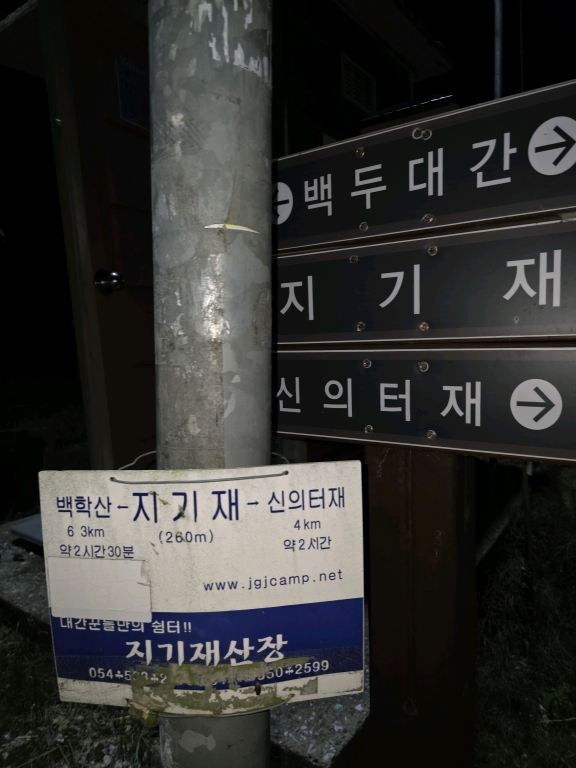 백두대간
지기재
신의터재
백학산 - 지기재 - 신의터재
6.3km (260m) 4km
약2시간30분 약2시간
www.jgjcamp.net
대간꾼들만의 쉼터!!
지기재산장
2599